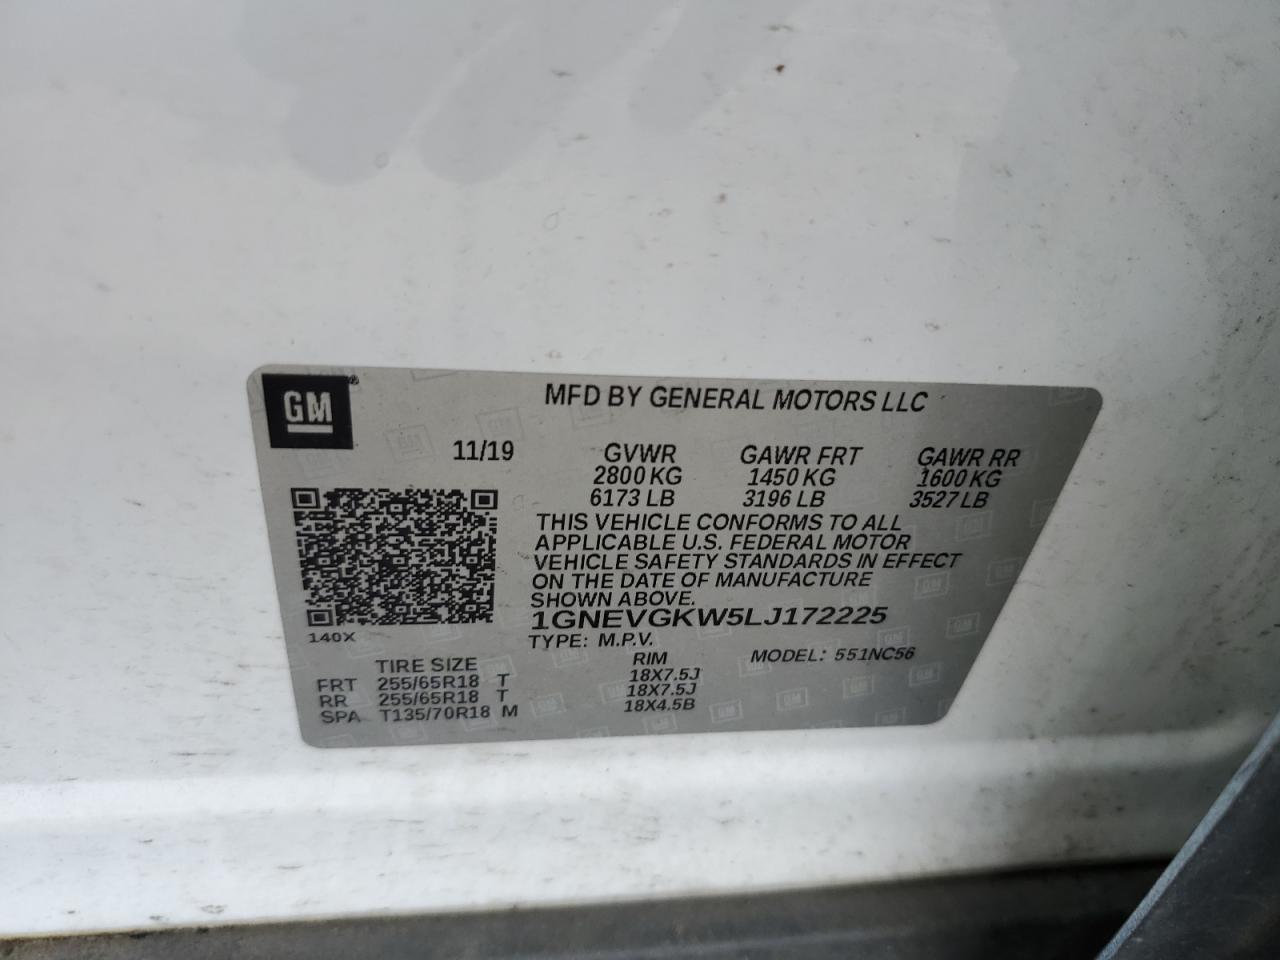 GM®
MFD BY GENERAL MOTORS LLC
11/19 GVWR GAWR FRT GAWR RR
2800 KG 1450 KG 1600 KG
6173 LB 3196 LB 3527 LB
THIS VEHICLE CONFORMS TO ALL
APPLICABLE U.S. FEDERAL MOTOR
VEHICLE SAFETY STANDARDS IN EFFECT
ON THE DATE OF MANUFACTURE
SHOWN ABOVE.
1GNEVGKW5LJ172225
140X
TYPE: M.P.V. MODEL: 551NC56
TIRE SIZE RIM
FRT 255/65R18 T 18X7.5J
RR 255/65R18 T 18X7.5J
SPA T135/70R18 M 18X4.5B